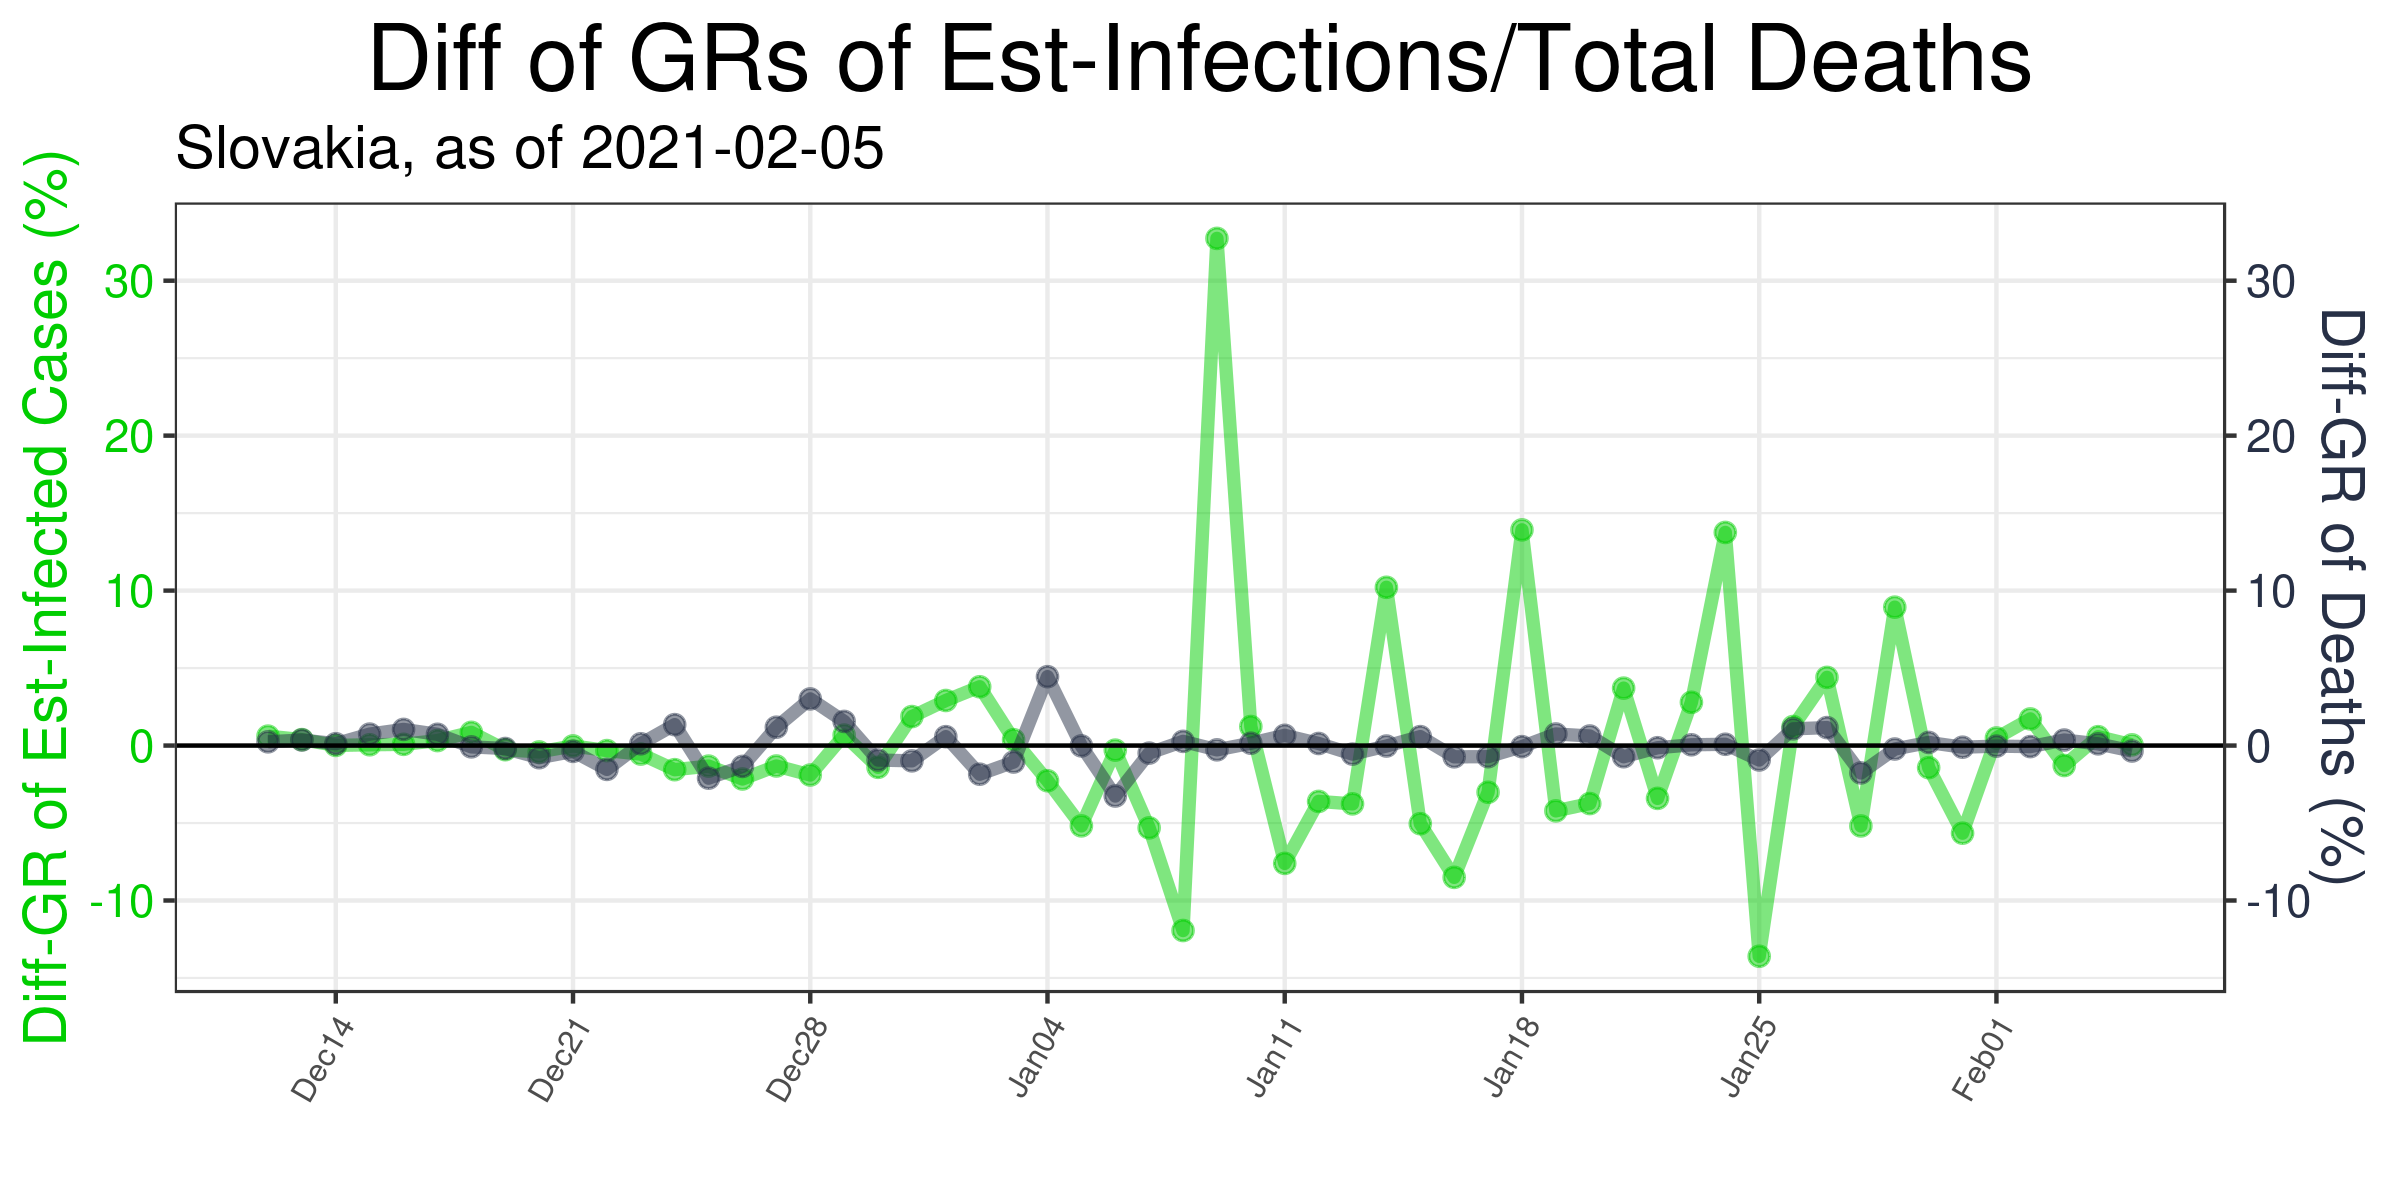 Diff of GRs of Est-Infections/Total Deaths
Slovakia, as of 2021-02-05
Diff-GR of Est-Infected Cases (%)
30
20
10
0
-10
30
20
10
0
-10
Diff-GR of Deaths (%)
Dec14
Dec21
Dec28
Jan04
Jan11
Jan18
Jan25
Feb01